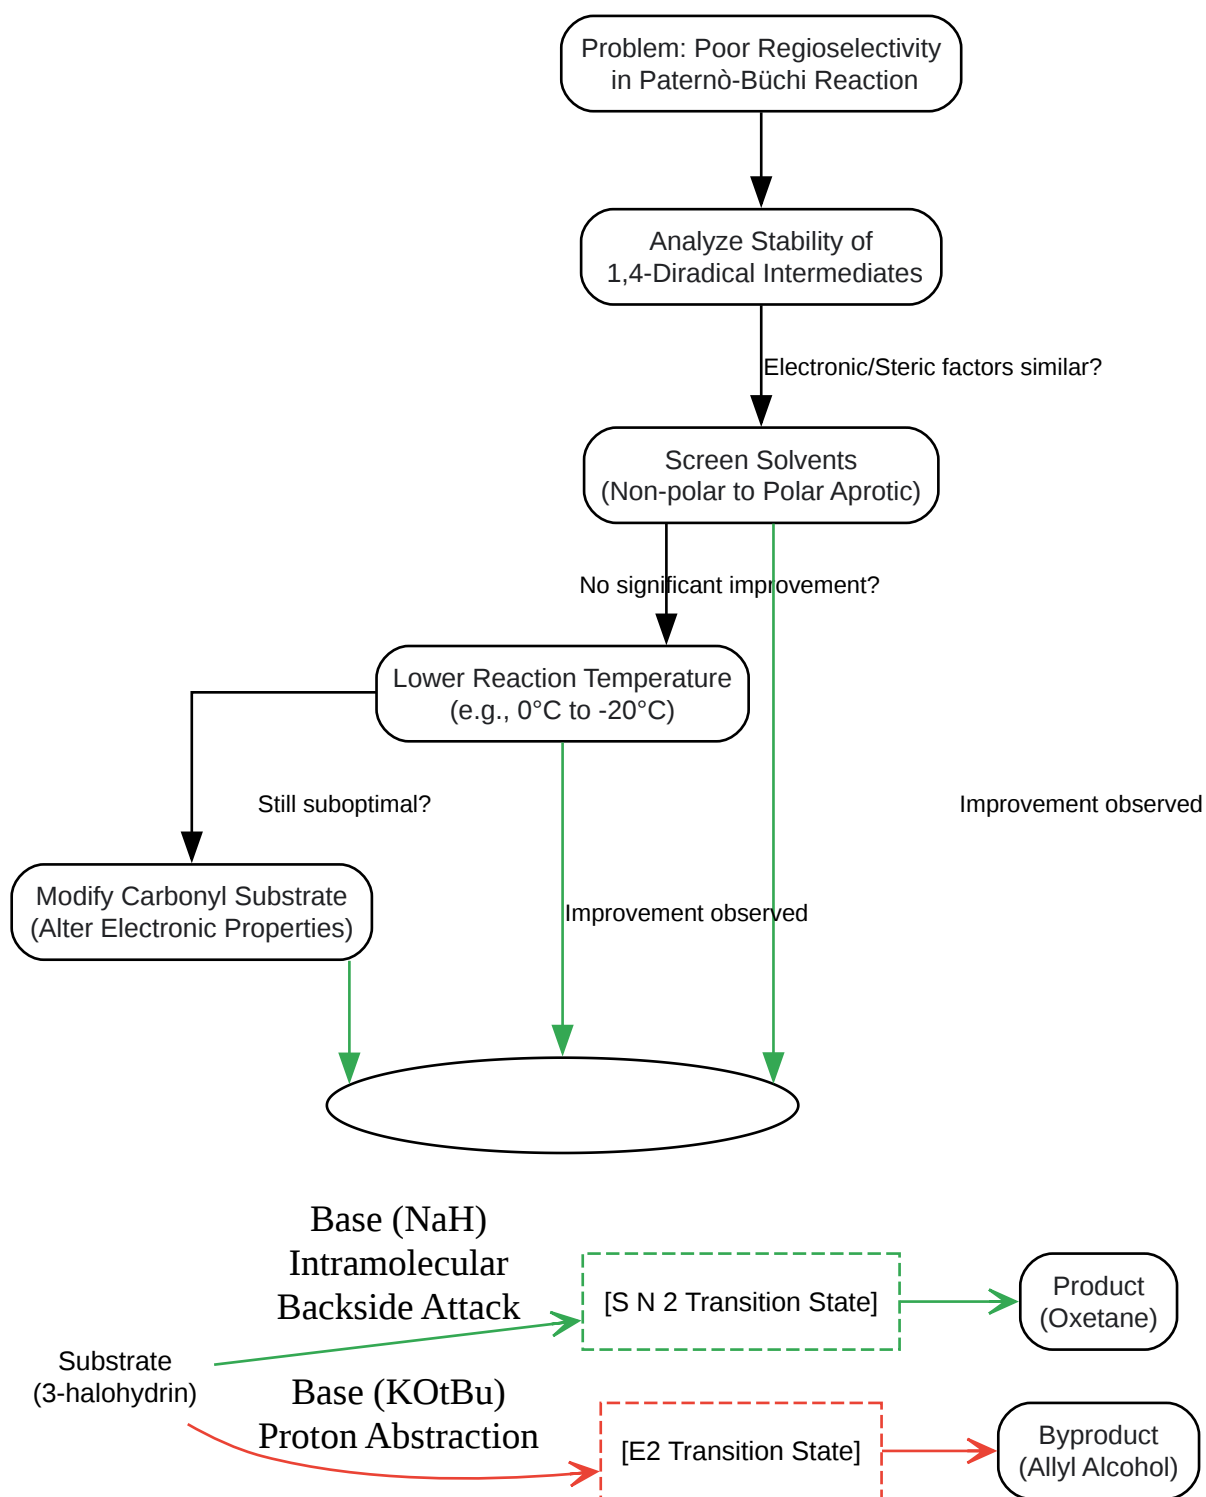 Problem: Poor Regioselectivity
in Paternò-Büchi Reaction
Analyze Stability of
1,4-Diradical Intermediates
Electronic/Steric factors similar?
Screen Solvents
(Non-polar to Polar Aprotic)
No significant improvement?
Lower Reaction Temperature
(e.g., 0°C to -20°C)
Still suboptimal?
Improvement observed
Modify Carbonyl Substrate
(Alter Electronic Properties)
Improvement observed
Base (NaH)
Intramolecular
Backside Attack
[S N 2 Transition State]
Product
(Oxetane)
Substrate
(3-halohydrin)
Base (KOtBu)
Proton Abstraction
[E2 Transition State]
Byproduct
(Allyl Alcohol)